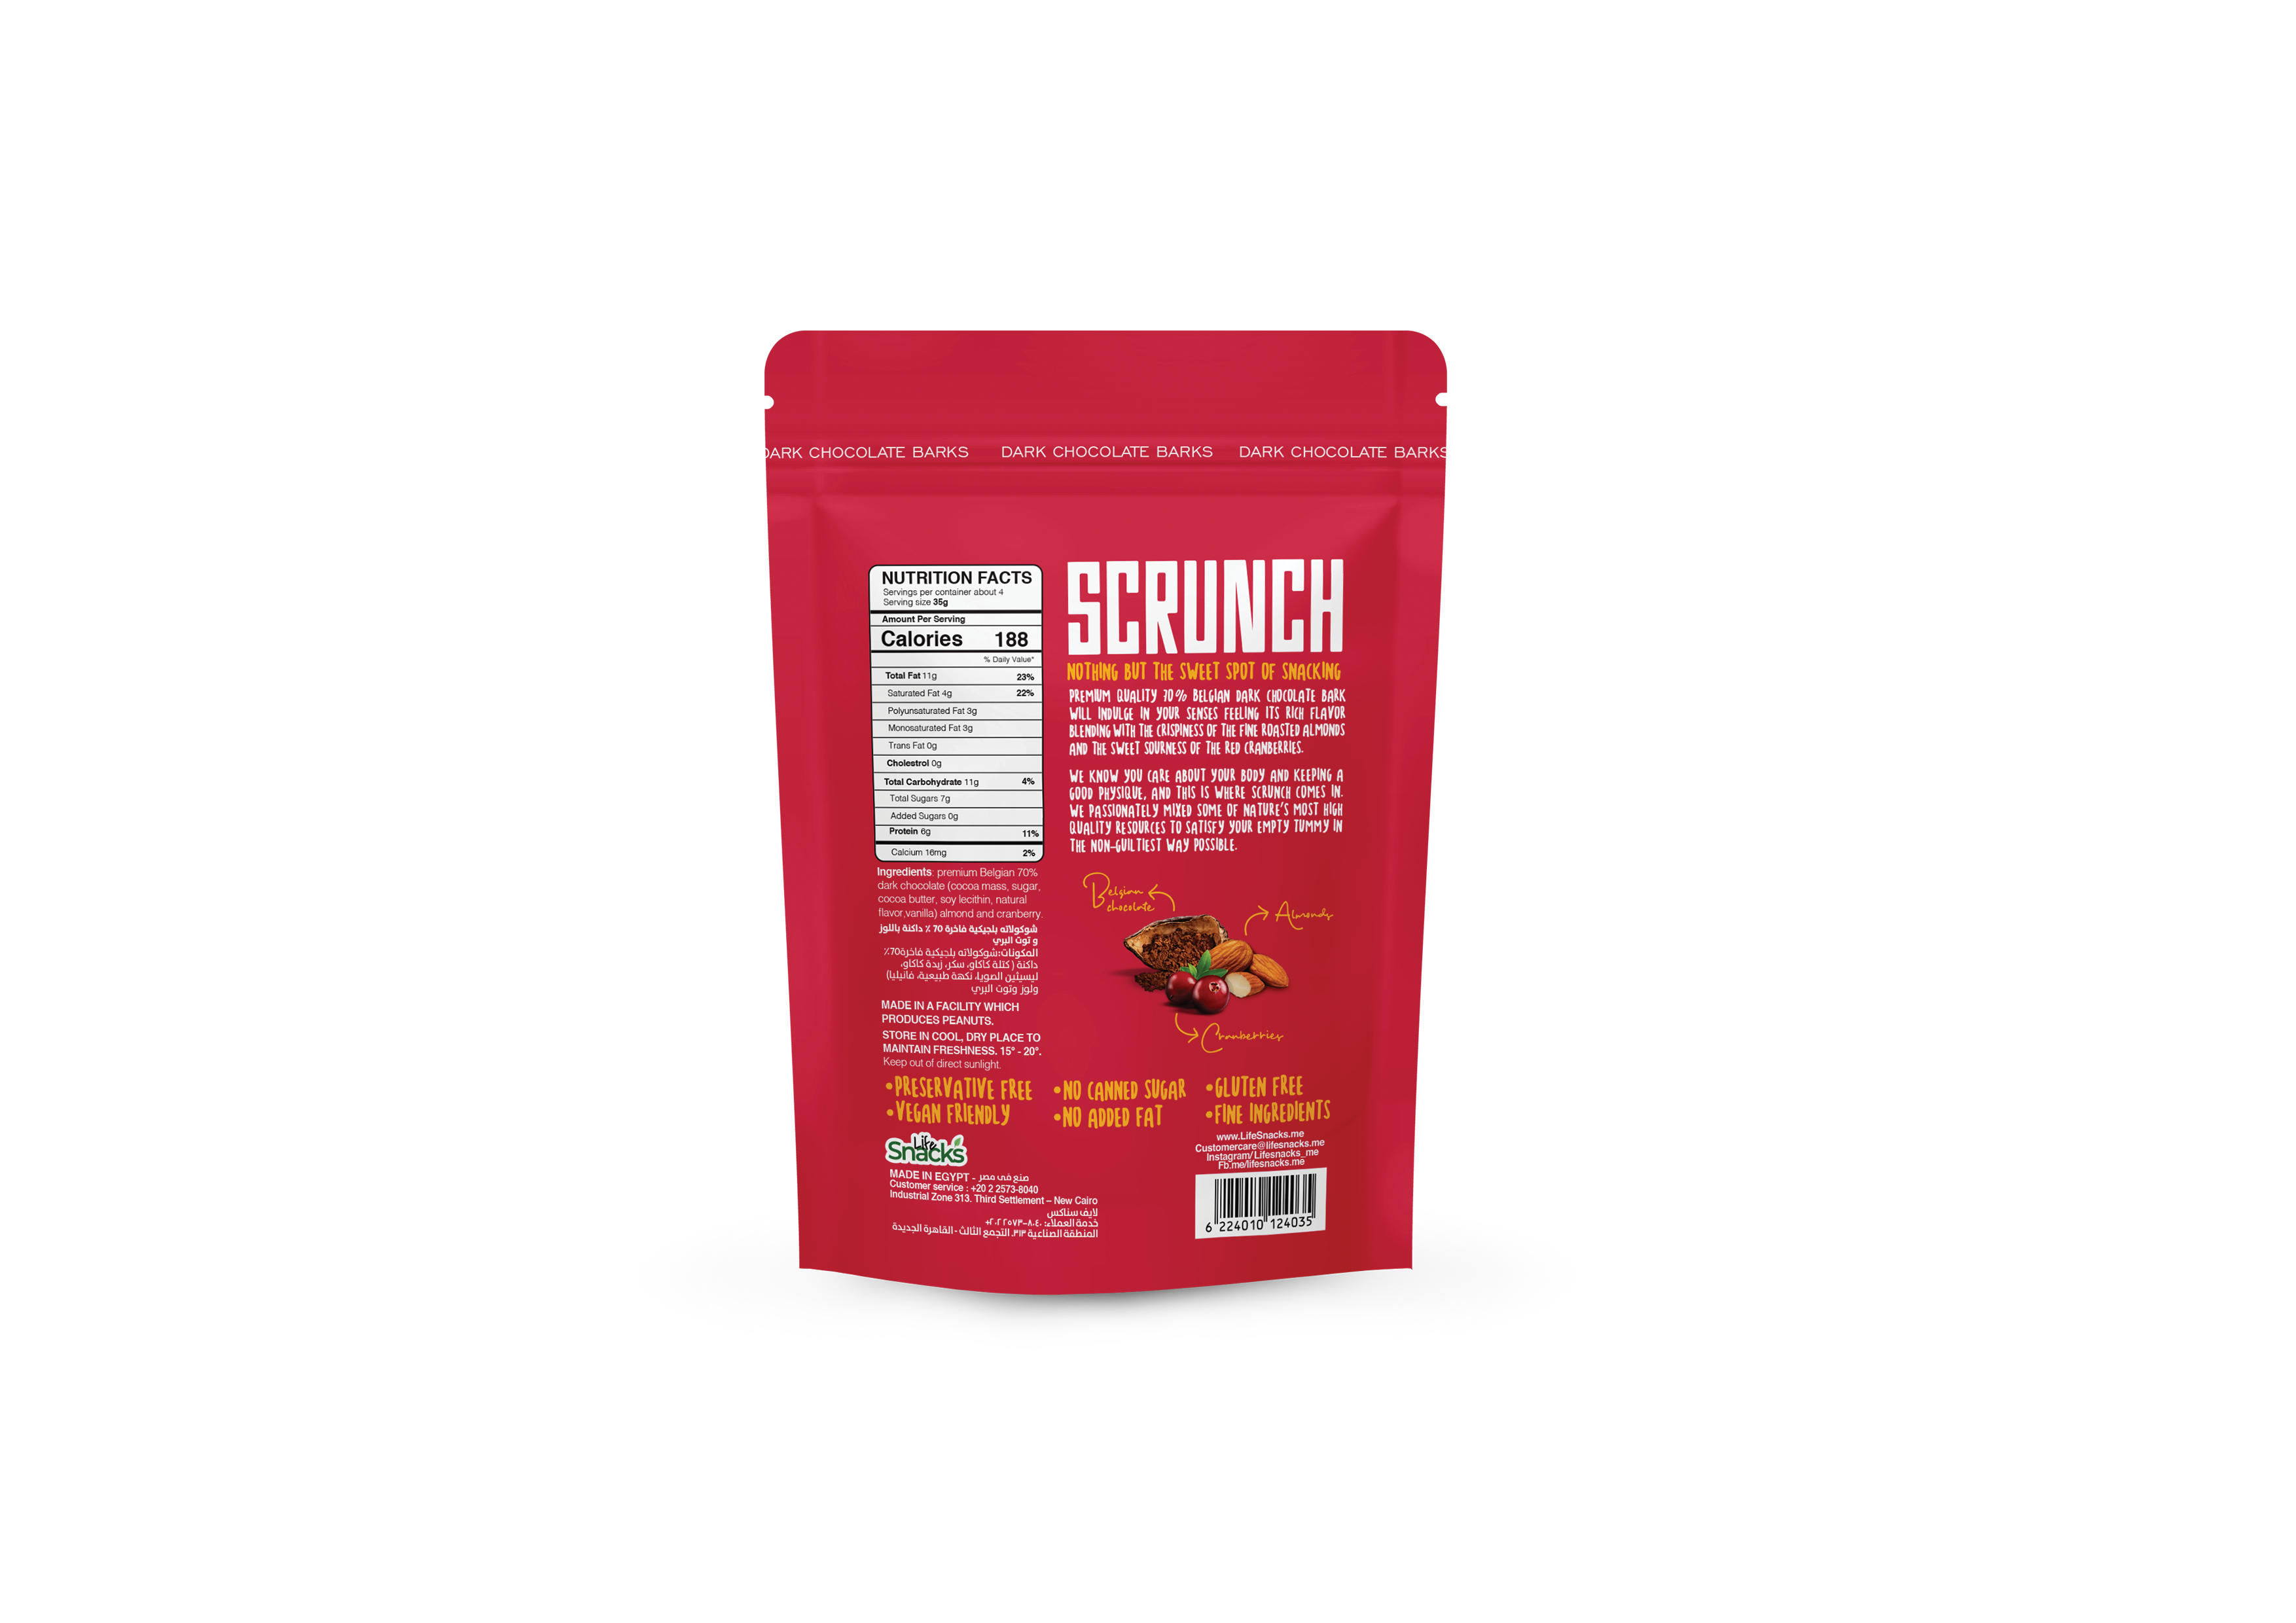 DARK CHOCOLATE BARKS DARK CHOCOLATE BARKS DARK CHOCOLATE BARKS
NUTRITION FACTS
Servings per container about 4
Serving size 35g
Amount Per Serving
Calories 188
% Daily Value*
Total Fat 11g 23%
Saturated Fat 4g 22%
Polyunsaturated Fat 3g
Monosaturated Fat 3g
Trans Fat 0g
Cholestrol 0g
Total Carbohydrate 11g 4%
Total Sugars 7g
Added Sugars 0g
Protein 6g 11%
Calcium 16mg 2%
Ingredients: premium Belgian 70%
dark chocolate (cocoa mass, sugar,
cocoa butter, soy lecithin, natural
flavor,vanilla) almond and cranberry.
شوكولاته بلجيكية فاخرة 70 ٪ داكنة باللوز
و توت البري
المكونات:شوكولاته بلجيكية فاخرة70٪
داكنة ( كتلة كاكاو، سكر، زبدة كاكاو،
ليسيثين الصويا، نكهة طبيعية، فانيليا)
ولوز وتوت البري
MADE IN A FACILITY WHICH
PRODUCES PEANUTS.
STORE IN COOL, DRY PLACE TO
MAINTAIN FRESHNESS. 15° - 20°.
Keep out of direct sunlight.
SCRUNCH
NOTHING BUT THE SWEET SPOT OF SNACKING
PREMIUM QUALITY 70% BELGIAN DARK CHOCOLATE BARK
WILL INDULGE IN YOUR SENSES FEELING ITS RICH FLAVOR
BLENDING WITH THE CRISPINESS OF THE FINE ROASTED ALMONDS
AND THE SWEET SOURNESS OF THE RED CRANBERRIES.
WE KNOW YOU CARE ABOUT YOUR BODY AND KEEPING A
GOOD PHYSIQUE, AND THIS IS WHERE SCRUNCH COMES IN.
WE PASSIONATELY MIXED SOME OF NATURE'S MOST HIGH
QUALITY RESOURCES TO SATISFY YOUR EMPTY TUMMY IN
THE NON-GUILTIEST WAY POSSIBLE.
Belgian
chocolate
Almonds
Cranberries
•PRESERVATIVE FREE •NO CANNED SUGAR •GLUTEN FREE
•VEGAN FRIENDLY •NO ADDED FAT •FINE INGREDIENTS
Life
Snacks
MADE IN EGYPT - صنع فى مصر
Customer service : +20 2 2573-8040
Industrial Zone 313. Third Settlement – New Cairo
لايف سناكس
خدمة العملاء: ٨٠٤٠-٢٥٧٣ ٢ ٢٠+
المنطقة الصناعية ٣١٣. التجمع الثالث - القاهرة الجديدة
www.LifeSnacks.me
Customercare@lifesnacks.me
Instagram/Lifesnacks_me
Fb.me/lifesnacks.me
6 224010 124035